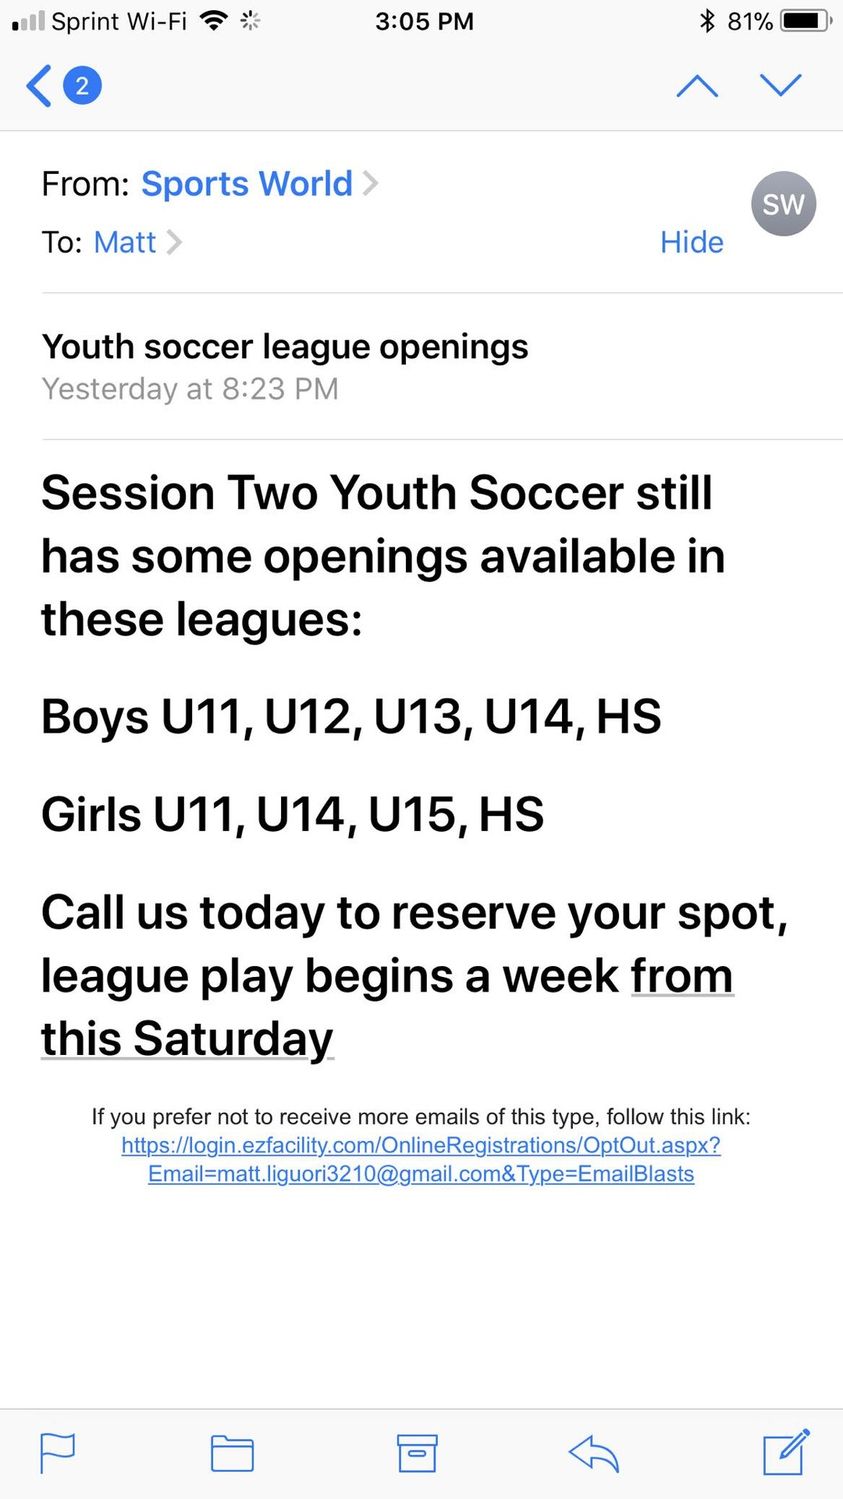 Sprint Wi-Fi 3:05 PM 81%
2
From: Sports World
SW
To: Matt Hide
Youth soccer league openings
Yesterday at 8:23 PM
Session Two Youth Soccer still
has some openings available in
these leagues:
Boys U11, U12, U13, U14, HS
Girls U11, U14, U15, HS
Call us today to reserve your spot,
league play begins a week from
this Saturday
If you prefer not to receive more emails of this type, follow this link:
https://login.ezfacility.com/OnlineRegistrations/OptOut.aspx?
Email=matt.liguori3210@gmail.com&Type=EmailBlasts